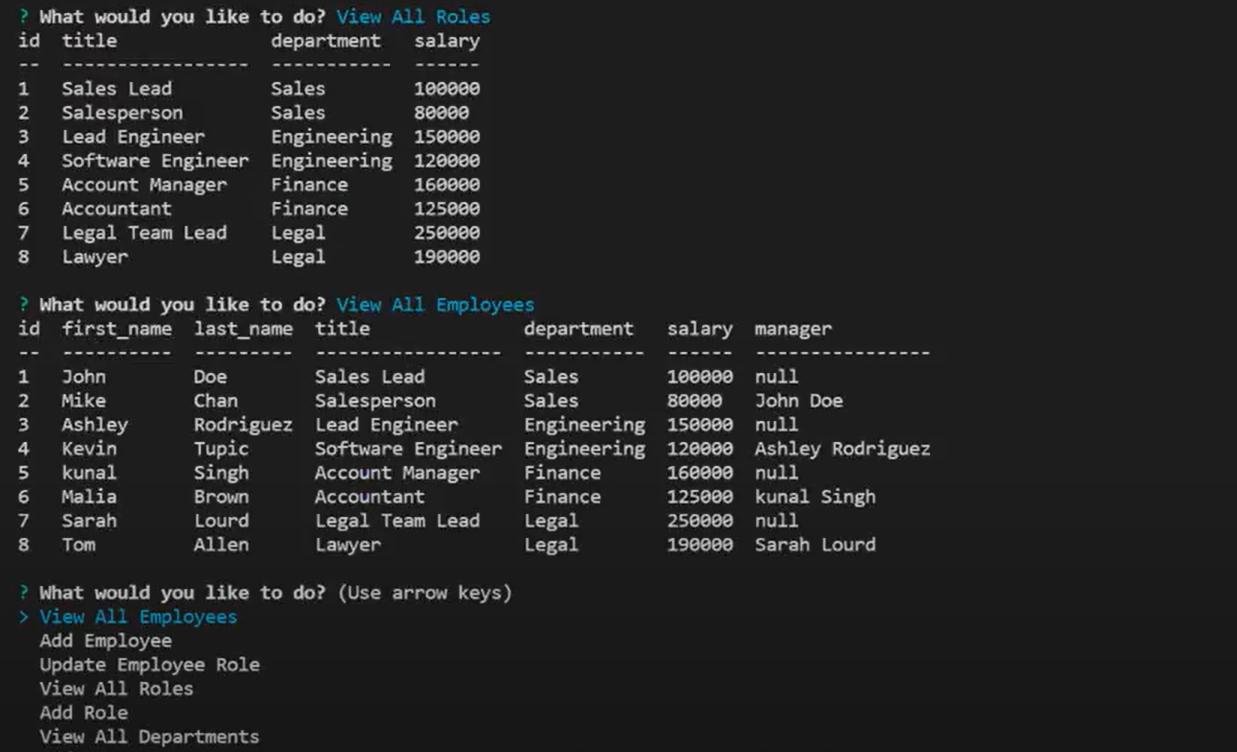 ? What would you like to do? View All Roles
id  title              department   salary
--  -----------------  -----------  ------
1   Sales Lead         Sales        100000
2   Salesperson        Sales        80000
3   Lead Engineer      Engineering  150000
4   Software Engineer  Engineering  120000
5   Account Manager    Finance      160000
6   Accountant         Finance      125000
7   Legal Team Lead    Legal        250000
8   Lawyer             Legal        190000
? What would you like to do? View All Employees
id  first_name  last_name  title              department   salary  manager
--  ----------  ---------  -----------------  -----------  ------  ----------------
1   John        Doe        Sales Lead         Sales        100000  null
2   Mike        Chan       Salesperson        Sales        80000   John Doe
3   Ashley      Rodriguez  Lead Engineer      Engineering  150000  null
4   Kevin       Tupic      Software Engineer  Engineering  120000  Ashley Rodriguez
5   kunal       Singh      Account Manager    Finance      160000  null
6   Malia       Brown      Accountant         Finance      125000  kunal Singh
7   Sarah       Lourd      Legal Team Lead    Legal        250000  null
8   Tom         Allen      Lawyer             Legal        190000  Sarah Lourd
? What would you like to do? (Use arrow keys)
> View All Employees
  Add Employee
  Update Employee Role
  View All Roles
  Add Role
  View All Departments